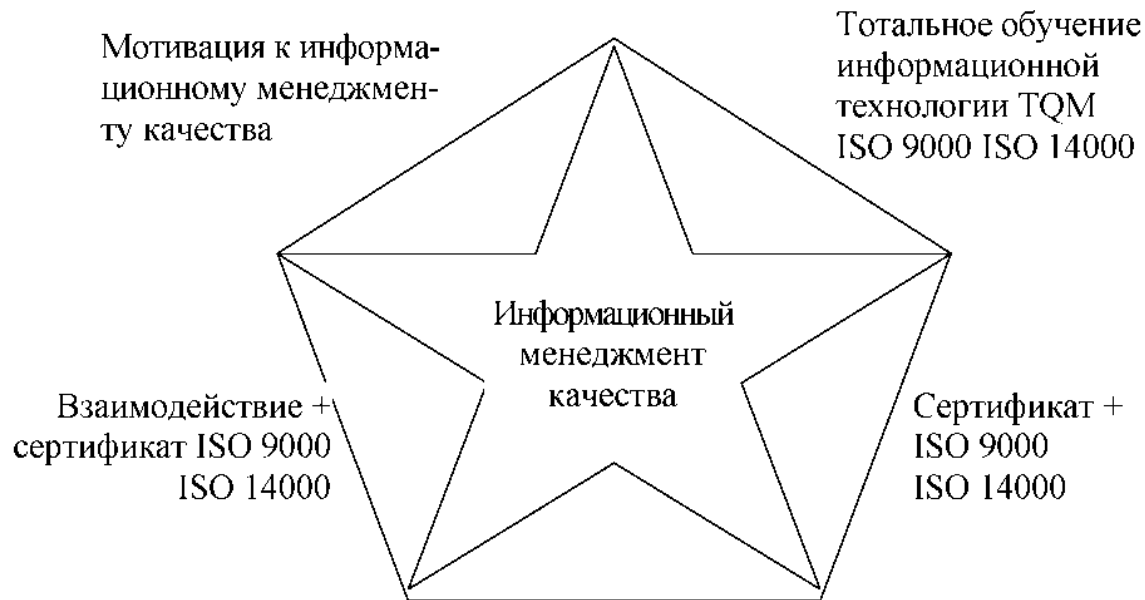 Мотивация к информа-
ционному менеджмен-
ту качества
Тотальное обучение
информационной
технологии TQM
ISO 9000 ISO 14000
Информационный
менеджмент
качества
Взаимодействие +
сертификат ISO 9000
ISO 14000
Сертификат +
ISO 9000
ISO 14000